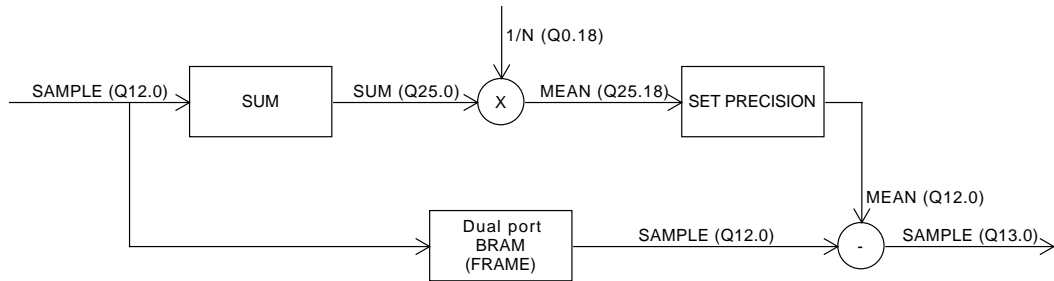 1/N (Q0.18)
SAMPLE (Q12.0)
SUM
SUM (Q25.0)
X
MEAN (Q25.18)
SET PRECISION
MEAN (Q12.0)
Dual port
BRAM
(FRAME)
SAMPLE (Q12.0)
-
SAMPLE (Q13.0)